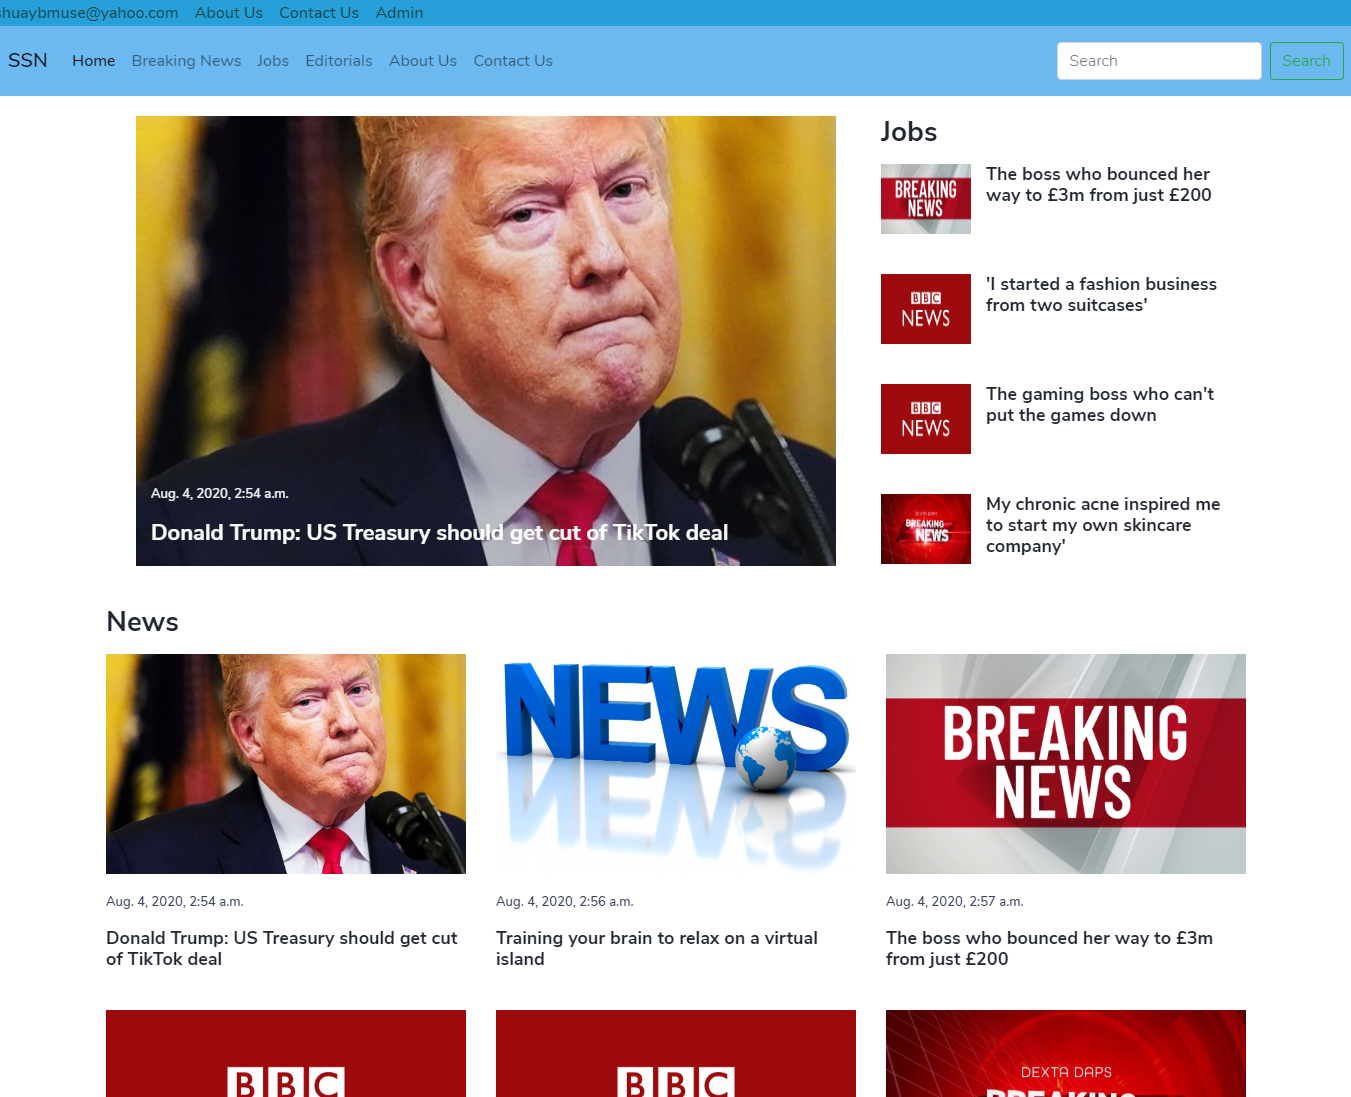 shuaybmuse@yahoo.com About Us Contact Us Admin
SSN Home Breaking News Jobs Editorials About Us Contact Us Search Search
Jobs
BREAKING
NEWS
The boss who bounced her
way to £3m from just £200
BBC
NEWS
'I started a fashion business
from two suitcases'
BBC
NEWS
The gaming boss who can't
put the games down
DEXTA DAPS
BREAKING
NEWS
My chronic acne inspired me
to start my own skincare
company'
Aug. 4, 2020, 2:54 a.m.
Donald Trump: US Treasury should get cut of TikTok deal
News
NEWS
BREAKING
NEWS
Aug. 4, 2020, 2:54 a.m.
Donald Trump: US Treasury should get cut
of TikTok deal
Aug. 4, 2020, 2:56 a.m.
Training your brain to relax on a virtual
island
Aug. 4, 2020, 2:57 a.m.
The boss who bounced her way to £3m
from just £200
BBC
BBC
DEXTA DAPS
BREAKING